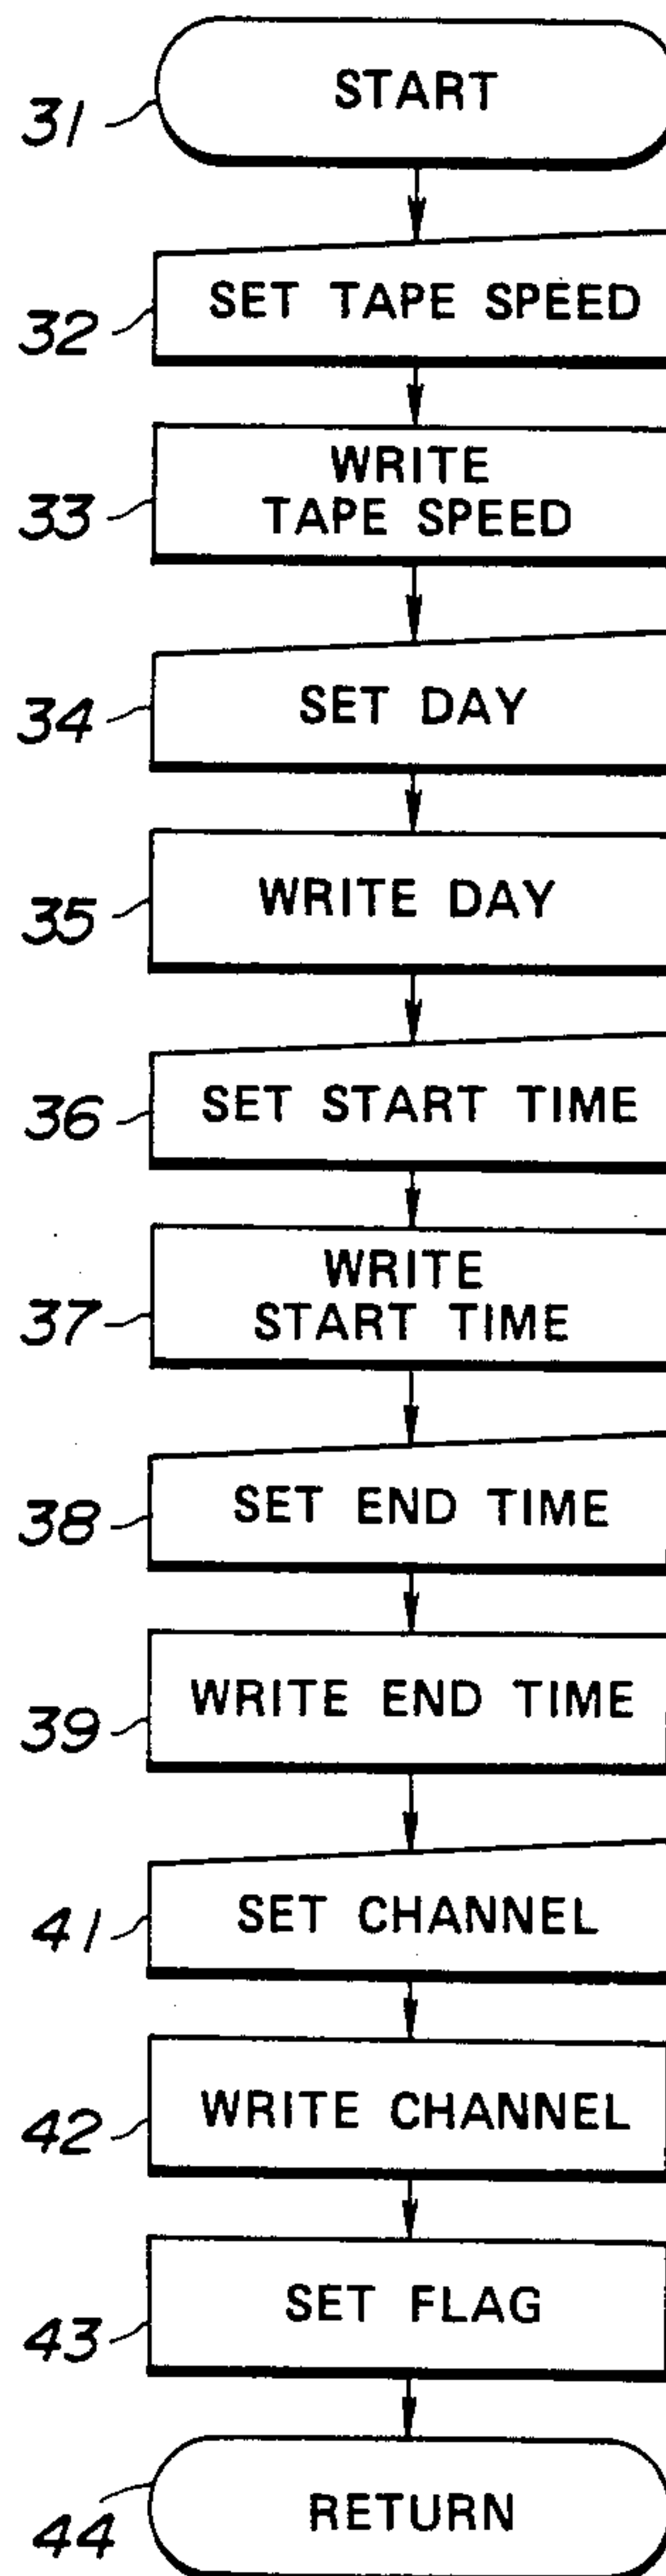 31
START
32
SET TAPE SPEED
33
WRITE
TAPE SPEED
34
SET DAY
35
WRITE DAY
36
SET START TIME
37
WRITE
START TIME
38
SET END TIME
39
WRITE END TIME
41
SET CHANNEL
42
WRITE CHANNEL
43
SET FLAG
44
RETURN